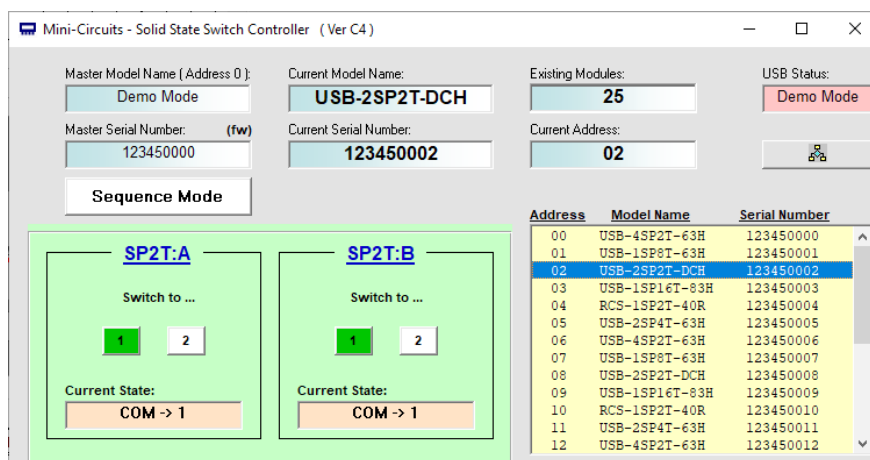 Mini-Circuits - Solid State Switch Controller ( Ver C4 )
Master Model Name ( Address 0 ): Current Model Name: Existing Modules: USB Status:
Demo Mode USB-2SP2T-DCH 25 Demo Mode
Master Serial Number: (fw) Current Serial Number: Current Address:
123450000 123450002 02
Sequence Mode
SP2T:A
Switch to ...
1 2
Current State:
COM -> 1
SP2T:B
Switch to ...
1 2
Current State:
COM -> 1
Address Model Name Serial Number
00 USB-4SP2T-63H 123450000
01 USB-1SP8T-63H 123450001
02 USB-2SP2T-DCH 123450002
03 USB-1SP16T-83H 123450003
04 RCS-1SP2T-40R 123450004
05 USB-2SP4T-63H 123450005
06 USB-4SP2T-63H 123450006
07 USB-1SP8T-63H 123450007
08 USB-2SP2T-DCH 123450008
09 USB-1SP16T-83H 123450009
10 RCS-1SP2T-40R 123450010
11 USB-2SP4T-63H 123450011
12 USB-4SP2T-63H 123450012